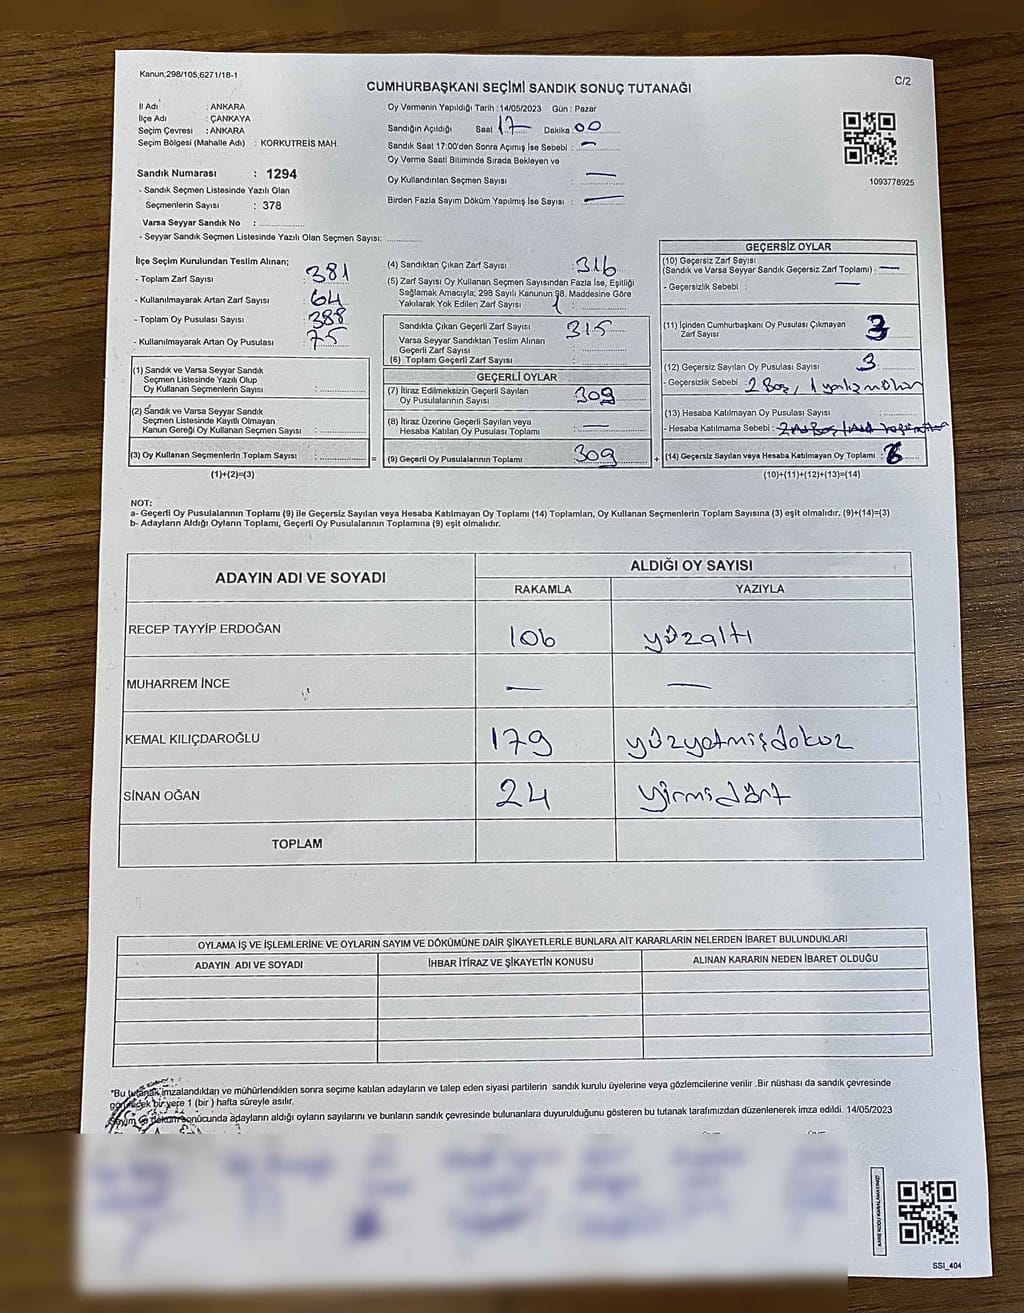 Kanun;298/105;6271/18-1
CUMHURBAŞKANI SEÇİMİ SANDIK SONUÇ TUTANAĞI
C/2
İl Adı : ANKARA
İlçe Adı : ÇANKAYA
Seçim Çevresi : ANKARA
Seçim Bölgesi (Mahalle Adı) : KORKUTREİS MAH.
Sandık Numarası : 1294
- Sandık Seçmen Listesinde Yazılı Olan
Seçmenlerin Sayısı : 378
Varsa Seyyar Sandık No :
- Seyyar Sandık Seçmen Listesinde Yazılı Olan Seçmen Sayısı:
Oy Vermenin Yapıldığı Tarih : 14/05/2023 Gün : Pazar
Sandığın Açıldığı Saat 17 Dakika 00
Sandık Saat 17:00'den Sonra Açımış İse Sebebi : —
Oy Verme Saati Bitiminde Sırada Bekleyen ve
Oy Kullandırılan Seçmen Sayısı : —
Birden Fazla Sayım Döküm Yapılmış İse Sayısı : —
1093778925
İlçe Seçim Kurulundan Teslim Alınan;
- Toplam Zarf Sayısı : 381
- Kullanılmayarak Artan Zarf Sayısı : 64
- Toplam Oy Pusulası Sayısı : 388
- Kullanılmayarak Artan Oy Pusulası : 75
(1) Sandık ve Varsa Seyyar Sandık
Seçmen Listesinde Yazılı Olup
Oy Kullanan Seçmenlerin Sayısı :
(2) Sandık ve Varsa Seyyar Sandık
Seçmen Listesinde Kayıtlı Olmayan
Kanun Gereği Oy Kullanan Seçmen Sayısı :
(3) Oy Kullanan Seçmenlerin Toplam Sayısı : =
(1)+(2)=(3)
(4) Sandıktan Çıkan Zarf Sayısı : 316
(5) Zarf Sayısı Oy Kullanan Seçmen Sayısından Fazla İse, Eşitliği
Sağlamak Amacıyla; 298 Sayılı Kanunun 98. Maddesine Göre
Yakılarak Yok Edilen Zarf Sayısı : 1
Sandıkta Çıkan Geçerli Zarf Sayısı : 315
Varsa Seyyar Sandıktan Teslim Alınan
Geçerli Zarf Sayısı :
(6) Toplam Geçerli Zarf Sayısı :
GEÇERLİ OYLAR
(7) İtiraz Edilmeksizin Geçerli Sayılan
Oy Pusulalarının Sayısı : 309
(8) İtiraz Üzerine Geçerli Sayılan veya
Hesaba Katılan Oy Pusulası Toplamı : —
(9) Geçerli Oy Pusulalarının Toplamı : 309 +
GEÇERSİZ OYLAR
(10) Geçersiz Zarf Sayısı
(Sandık ve Varsa Seyyar Sandık Geçersiz Zarf Toplamı) : —
- Geçersizlik Sebebi : —
(11) İçinden Cumhurbaşkanı Oy Pusulası Çıkmayan
Zarf Sayısı : 3
(12) Geçersiz Sayılan Oy Pusulası Sayısı : 3
- Geçersizlik Sebebi : 2 Boş, 1 yanlış mühür
(13) Hesaba Katılmayan Oy Pusulası Sayısı :
- Hesaba Katılmama Sebebi :
(14) Geçersiz Sayılan veya Hesaba Katılmayan Oy Toplamı : 6
(10)+(11)+(12)+(13)=(14)
NOT:
a- Geçerli Oy Pusulalarının Toplamı (9) ile Geçersiz Sayılan veya Hesaba Katılmayan Oy Toplamı (14) Toplamları, Oy Kullanan Seçmenlerin Toplam Sayısına (3) eşit olmalıdır. (9)+(14)=(3)
b- Adayların Aldığı Oyların Toplamı, Geçerli Oy Pusulalarının Toplamına (9) eşit olmalıdır.
ADAYIN ADI VE SOYADI
ALDIĞI OY SAYISI
RAKAMLA YAZIYLA
RECEP TAYYİP ERDOĞAN 106 yüzaltı
MUHARREM İNCE — —
KEMAL KILIÇDAROĞLU 179 yüzyetmişdokuz
SİNAN OĞAN 24 yirmidört
TOPLAM
OYLAMA İŞ VE İŞLEMLERİNE VE OYLARIN SAYIM VE DÖKÜMÜNE DAİR ŞİKAYETLERLE BUNLARA AİT KARARLARIN NELERDEN İBARET BULUNDUKLARI
ADAYIN ADI VE SOYADI İHBAR İTİRAZ VE ŞİKAYETİN KONUSU ALINAN KARARIN NEDEN İBARET OLDUĞU
*Bu tutanak imzalandıktan ve mühürlendikten sonra seçime katılan adayların ve talep eden siyasi partilerin sandık kurulu üyelerine veya gözlemcilerine verilir .Bir nüshası da sandık çevresinde
görülecek bir yere 1 (bir ) hafta süreyle asılır.
Sayım ve döküm sonucunda adayların aldığı oyların sayılarını ve bunların sandık çevresinde bulunanlara duyurulduğunu gösteren bu tutanak tarafımızdan düzenlenerek imza edildi. 14/05/2023
SSI_404